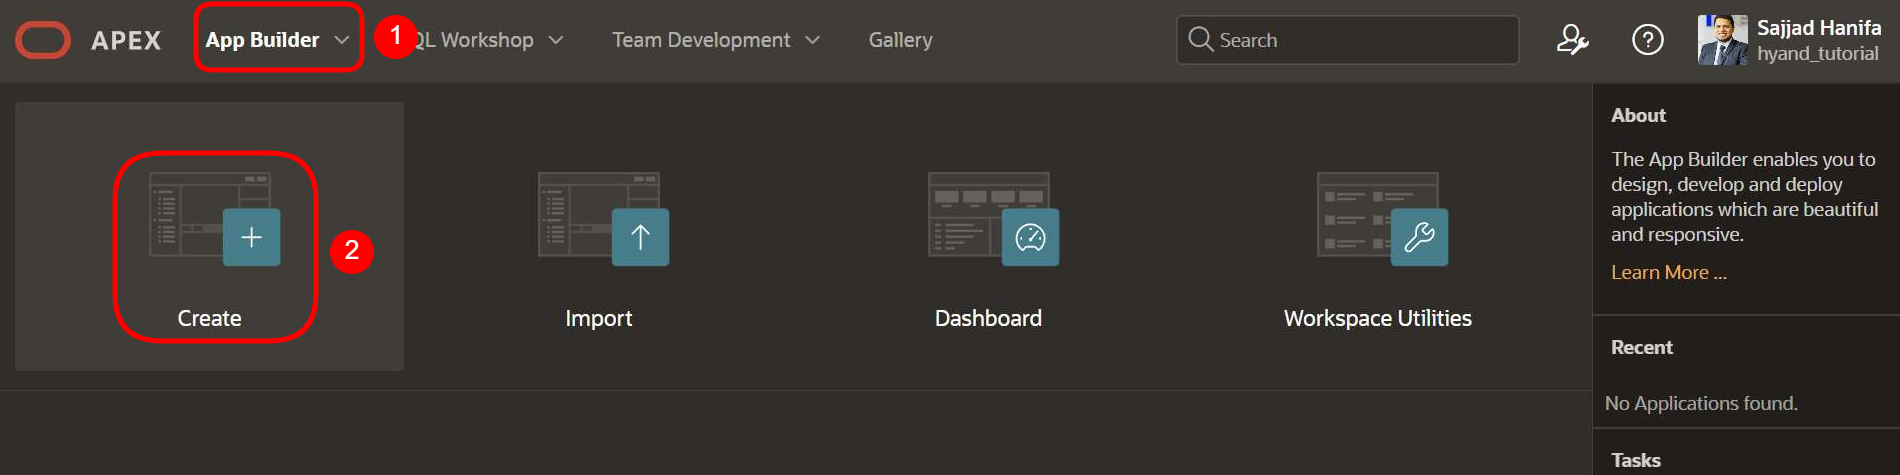 APEX
App Builder
1
QL Workshop
Team Development
Gallery
Search
Sajjad Hanifa
hyand_tutorial
2
Create
Import
Dashboard
Workspace Utilities
About
The App Builder enables you to
design, develop and deploy
applications which are beautiful
and responsive.
Learn More ...
Recent
No Applications found.
Tasks